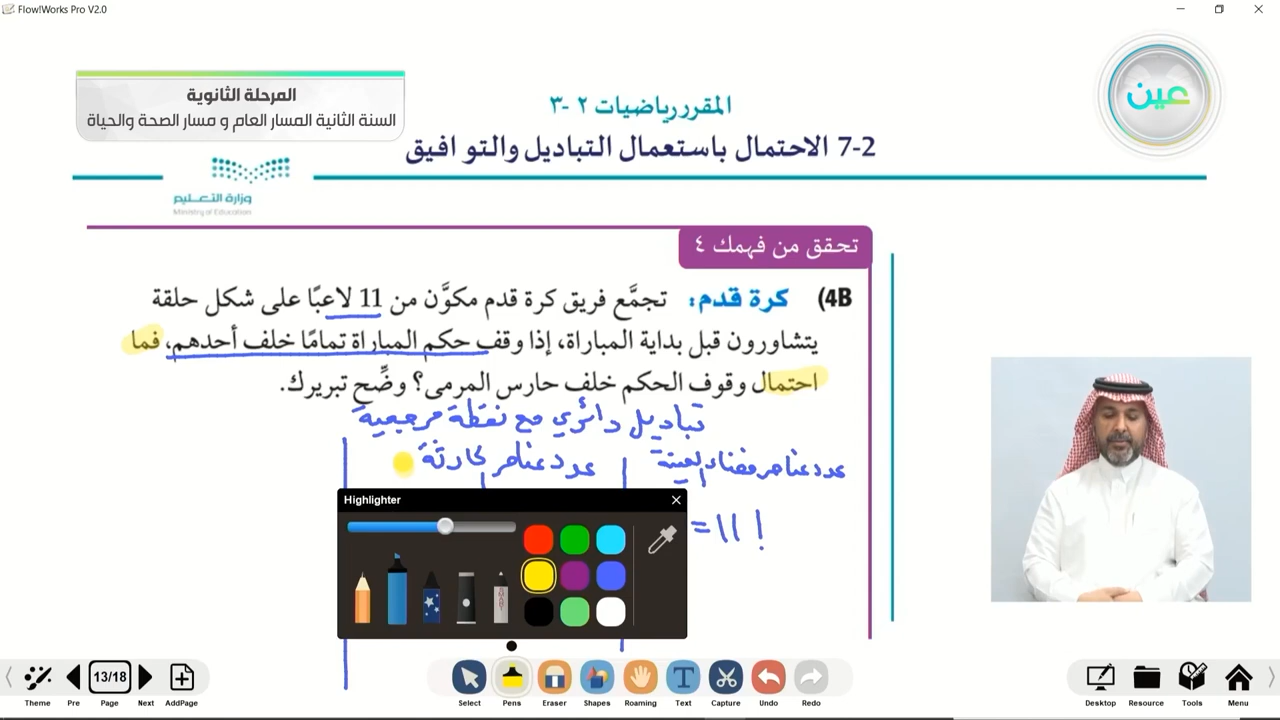 Flow!Works Pro V2.0
المرحلة الثانوية
السنة الثانية المسار العام و مسار الصحة والحياة
المقرر رياضيات ٢ -٣
7-2 الاحتمال باستعمال التباديل والتو افيق
عين
وزارة التعليم
Ministry of Education
تحقق من فهمك ٤
4B) كرة قدم: تجمَّع فريق كرة قدم مكوَّن من 11 لاعبًا على شكل حلقة
يتشاورون قبل بداية المباراة، إذا وقف حكم المباراة تمامًا خلف أحدهم، فما
احتمال وقوف الحكم خلف حارس المرمى؟ وضِّح تبريرك.
تباديل دائري مع نقطة مرجعية
عدد عناصر فضاء العينة
عدد عناصر الحادثة
= ١١ !
Highlighter
Theme
Pre
13/18
Page
Next
AddPage
Select
Pens
Eraser
Shapes
Roaming
Text
Capture
Undo
Redo
Desktop
Resource
Tools
Menu